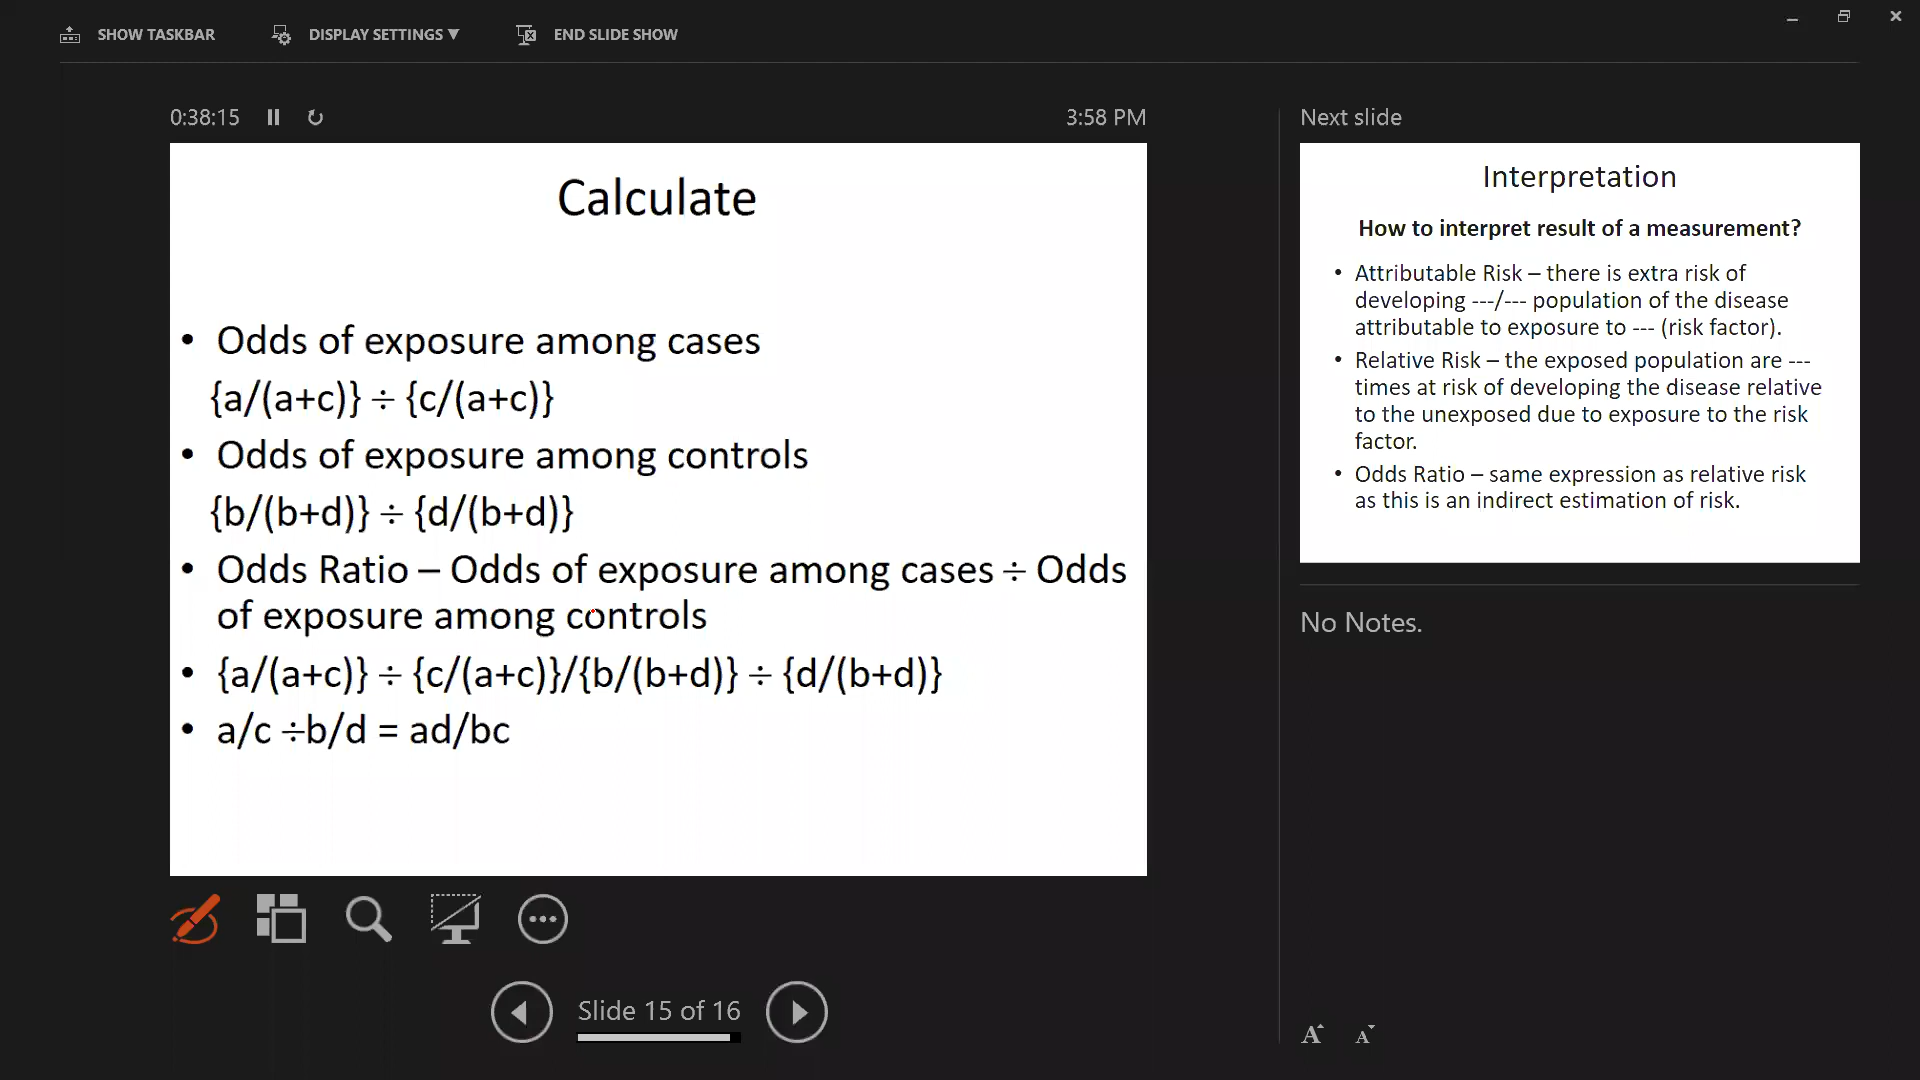 SHOW TASKBAR
DISPLAY SETTINGS ▼
END SLIDE SHOW
0:38:15
3:58 PM
Calculate
• Odds of exposure among cases
{a/(a+c)} ÷ {c/(a+c)}
• Odds of exposure among controls
{b/(b+d)} ÷ {d/(b+d)}
• Odds Ratio – Odds of exposure among cases ÷ Odds
of exposure among controls
• {a/(a+c)} ÷ {c/(a+c)}/{b/(b+d)} ÷ {d/(b+d)}
• a/c ÷b/d = ad/bc
Slide 15 of 16
Next slide
Interpretation
How to interpret result of a measurement?
• Attributable Risk – there is extra risk of
developing ---/--- population of the disease
attributable to exposure to --- (risk factor).
• Relative Risk – the exposed population are ---
times at risk of developing the disease relative
to the unexposed due to exposure to the risk
factor.
• Odds Ratio – same expression as relative risk
as this is an indirect estimation of risk.
No Notes.
A A